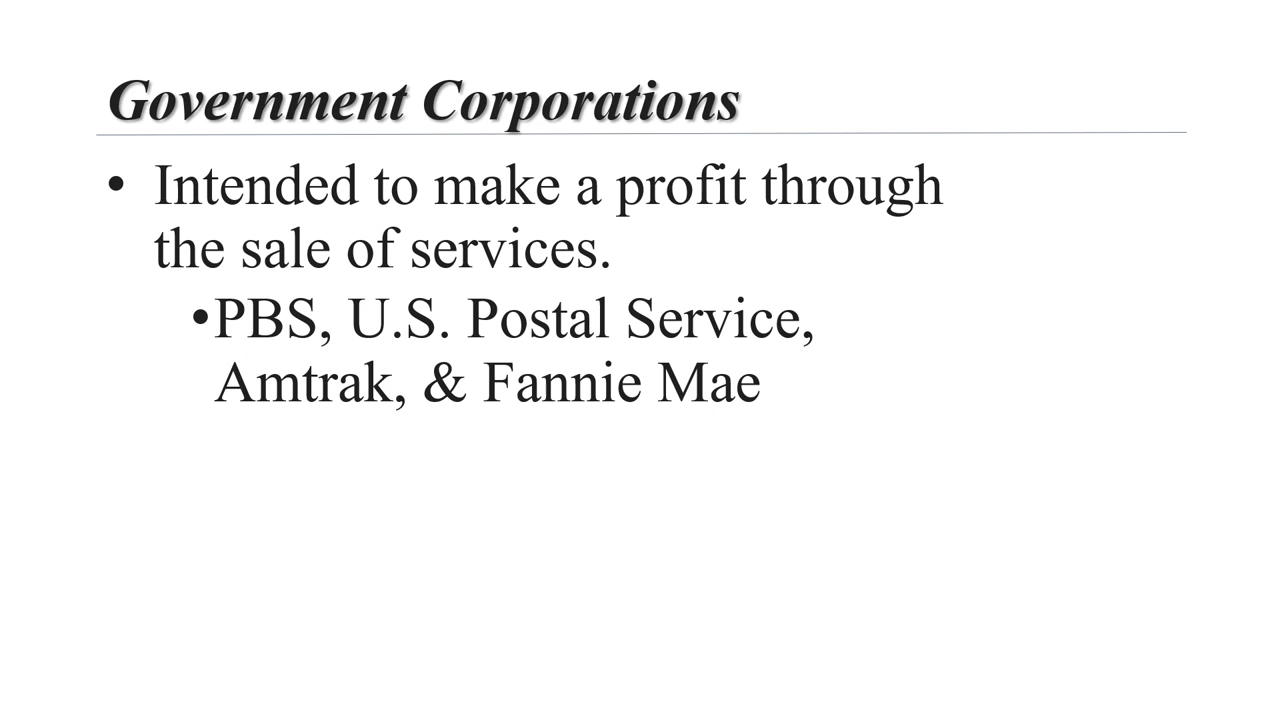 Government Corporations
• Intended to make a profit through
the sale of services.
•PBS, U.S. Postal Service,
Amtrak, & Fannie Mae